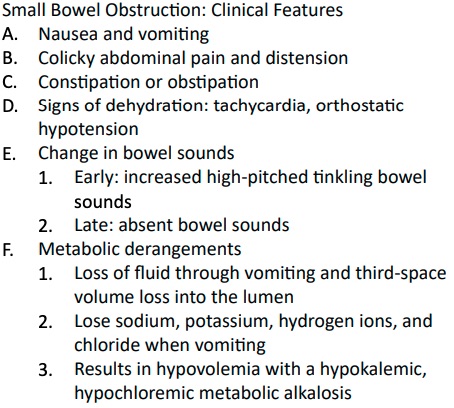 Small Bowel Obstruction: Clinical Features
A. Nausea and vomiting
B. Colicky abdominal pain and distension
C. Constipation or obstipation
D. Signs of dehydration: tachycardia, orthostatic
hypotension
E. Change in bowel sounds
1. Early: increased high-pitched tinkling bowel
sounds
2. Late: absent bowel sounds
F. Metabolic derangements
1. Loss of fluid through vomiting and third-space
volume loss into the lumen
2. Lose sodium, potassium, hydrogen ions, and
chloride when vomiting
3. Results in hypovolemia with a hypokalemic,
hypochloremic metabolic alkalosis